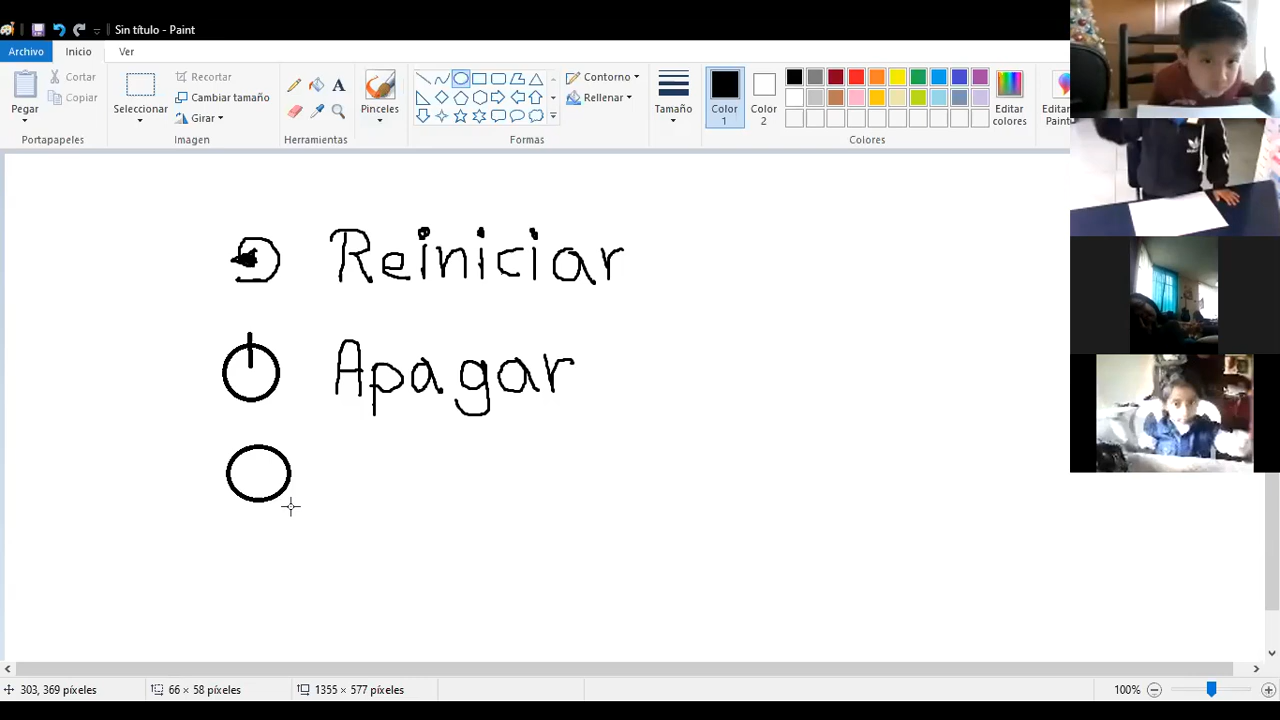 Sin título - Paint
Archivo Inicio Ver
Pegar
Cortar
Copiar
Portapapeles
Seleccionar
Recortar
Cambiar tamaño
Girar
Imagen
A
Herramientas
Pinceles
Contorno
Rellenar
Formas
Tamaño
Color 1
Color 2
Editar colores
Colores
Reiniciar
Apagar
303, 369 píxeles 66 × 58 píxeles 1355 × 577 píxeles 100%